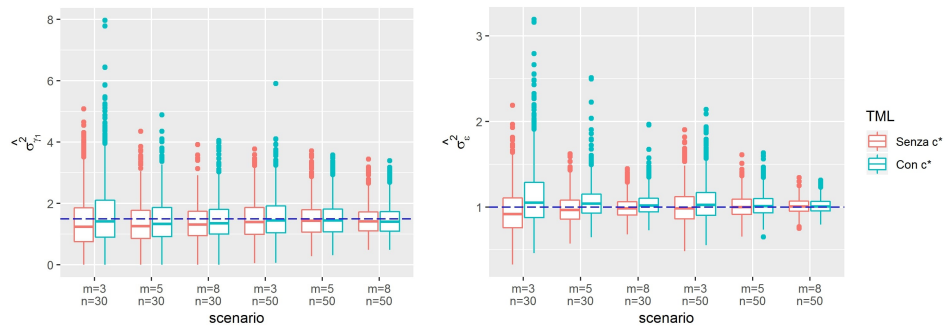 8
6
4
2
0
σ̂²γ1
m=3 m=5 m=8 m=3 m=5 m=8
n=30 n=30 n=30 n=50 n=50 n=50
scenario
3
2
1
σ̂²ε
m=3 m=5 m=8 m=3 m=5 m=8
n=30 n=30 n=30 n=50 n=50 n=50
scenario
TML
Senza c*
Con c*